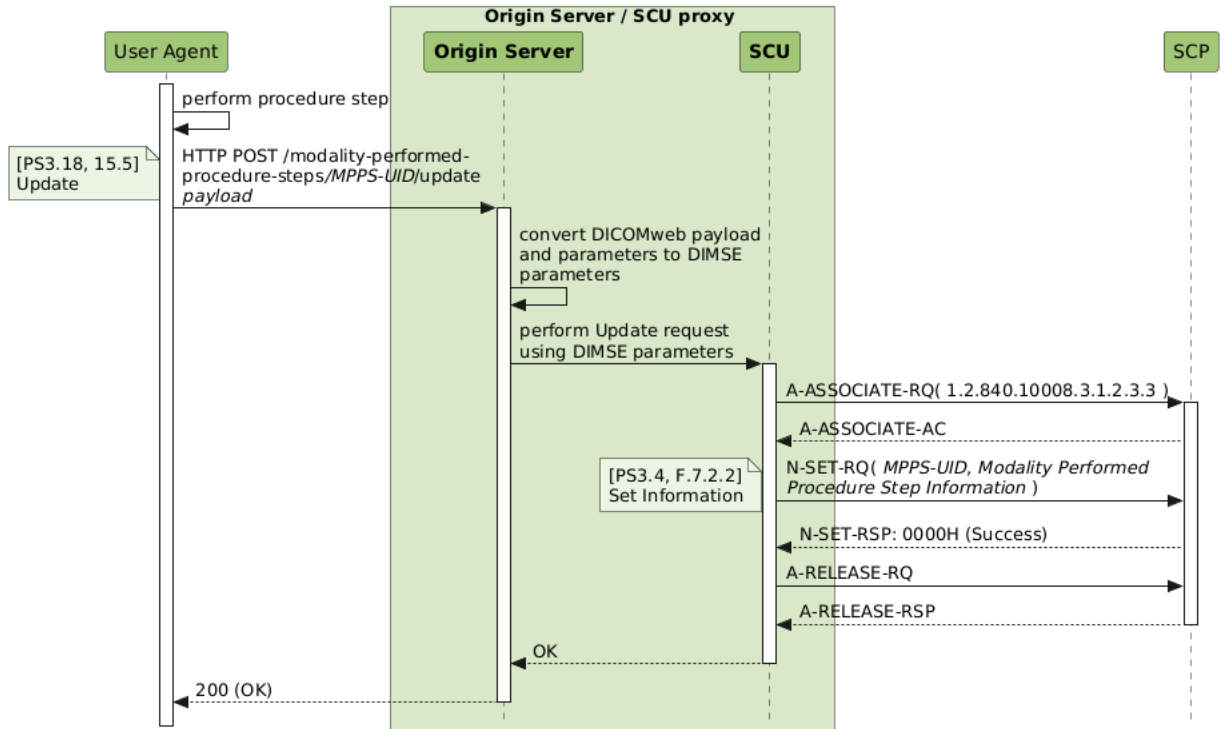 Origin Server / SCU proxy
User Agent
Origin Server
SCU
SCP
perform procedure step
[PS3.18, 15.5]
Update
HTTP POST /modality-performed-
procedure-steps/MPPS-UID/update
payload
convert DICOMweb payload
and parameters to DIMSE
parameters
perform Update request
using DIMSE parameters
A-ASSOCIATE-RQ( 1.2.840.10008.3.1.2.3.3 )
A-ASSOCIATE-AC
[PS3.4, F.7.2.2]
Set Information
N-SET-RQ( MPPS-UID, Modality Performed
Procedure Step Information )
N-SET-RSP: 0000H (Success)
A-RELEASE-RQ
A-RELEASE-RSP
OK
200 (OK)